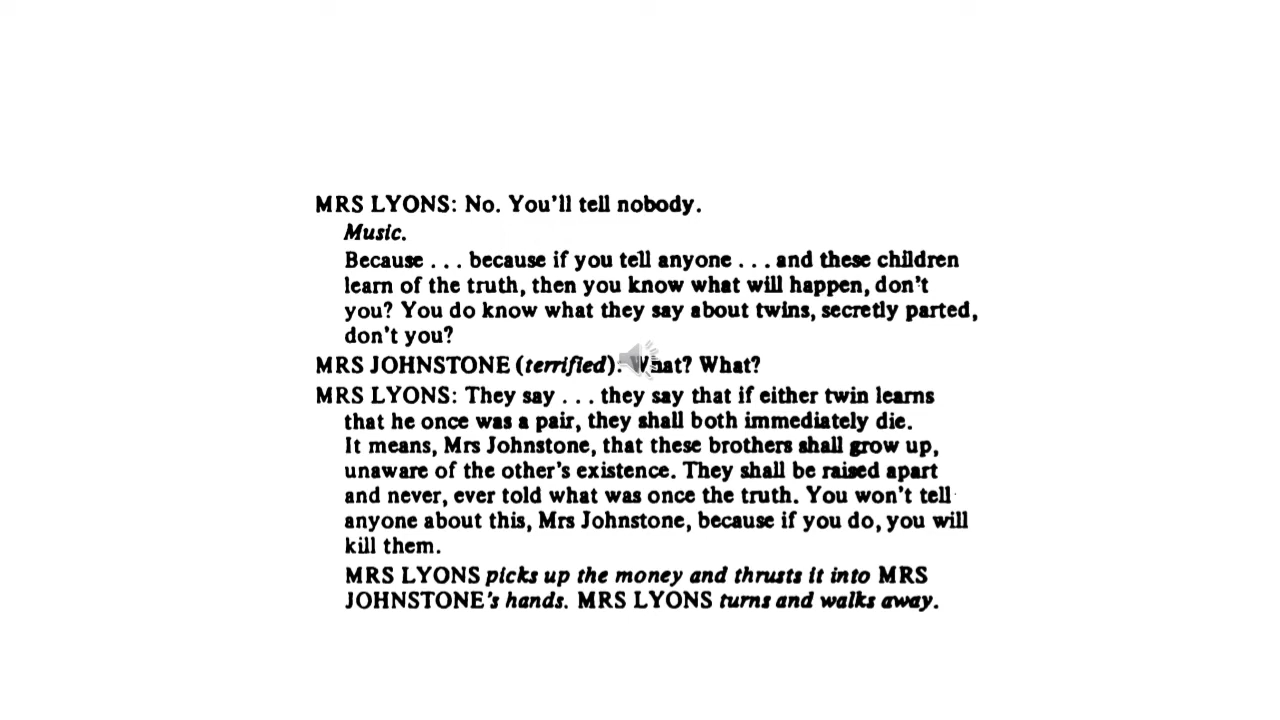 MRS LYONS: No. You'll tell nobody.
Music.
Because . . . because if you tell anyone . . . and these children
learn of the truth, then you know what will happen, don't
you? You do know what they say about twins, secretly parted,
don't you?
MRS JOHNSTONE (terrified): What? What?
MRS LYONS: They say . . . they say that if either twin learns
that he once was a pair, they shall both immediately die.
It means, Mrs Johnstone, that these brothers shall grow up,
unaware of the other's existence. They shall be raised apart
and never, ever told what was once the truth. You won't tell
anyone about this, Mrs Johnstone, because if you do, you will
kill them.
MRS LYONS picks up the money and thrusts it into MRS
JOHNSTONE's hands. MRS LYONS turns and walks away.